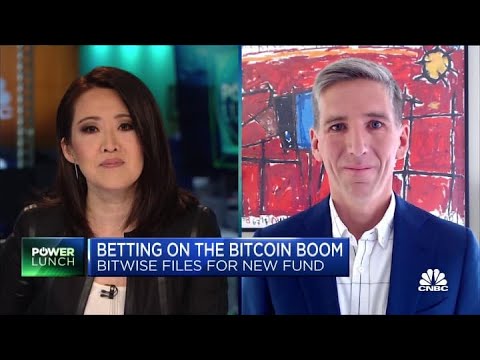 POWER
LUNCH
BETTING ON THE BITCOIN BOOM
BITWISE FILES FOR NEW FUND
CNBC